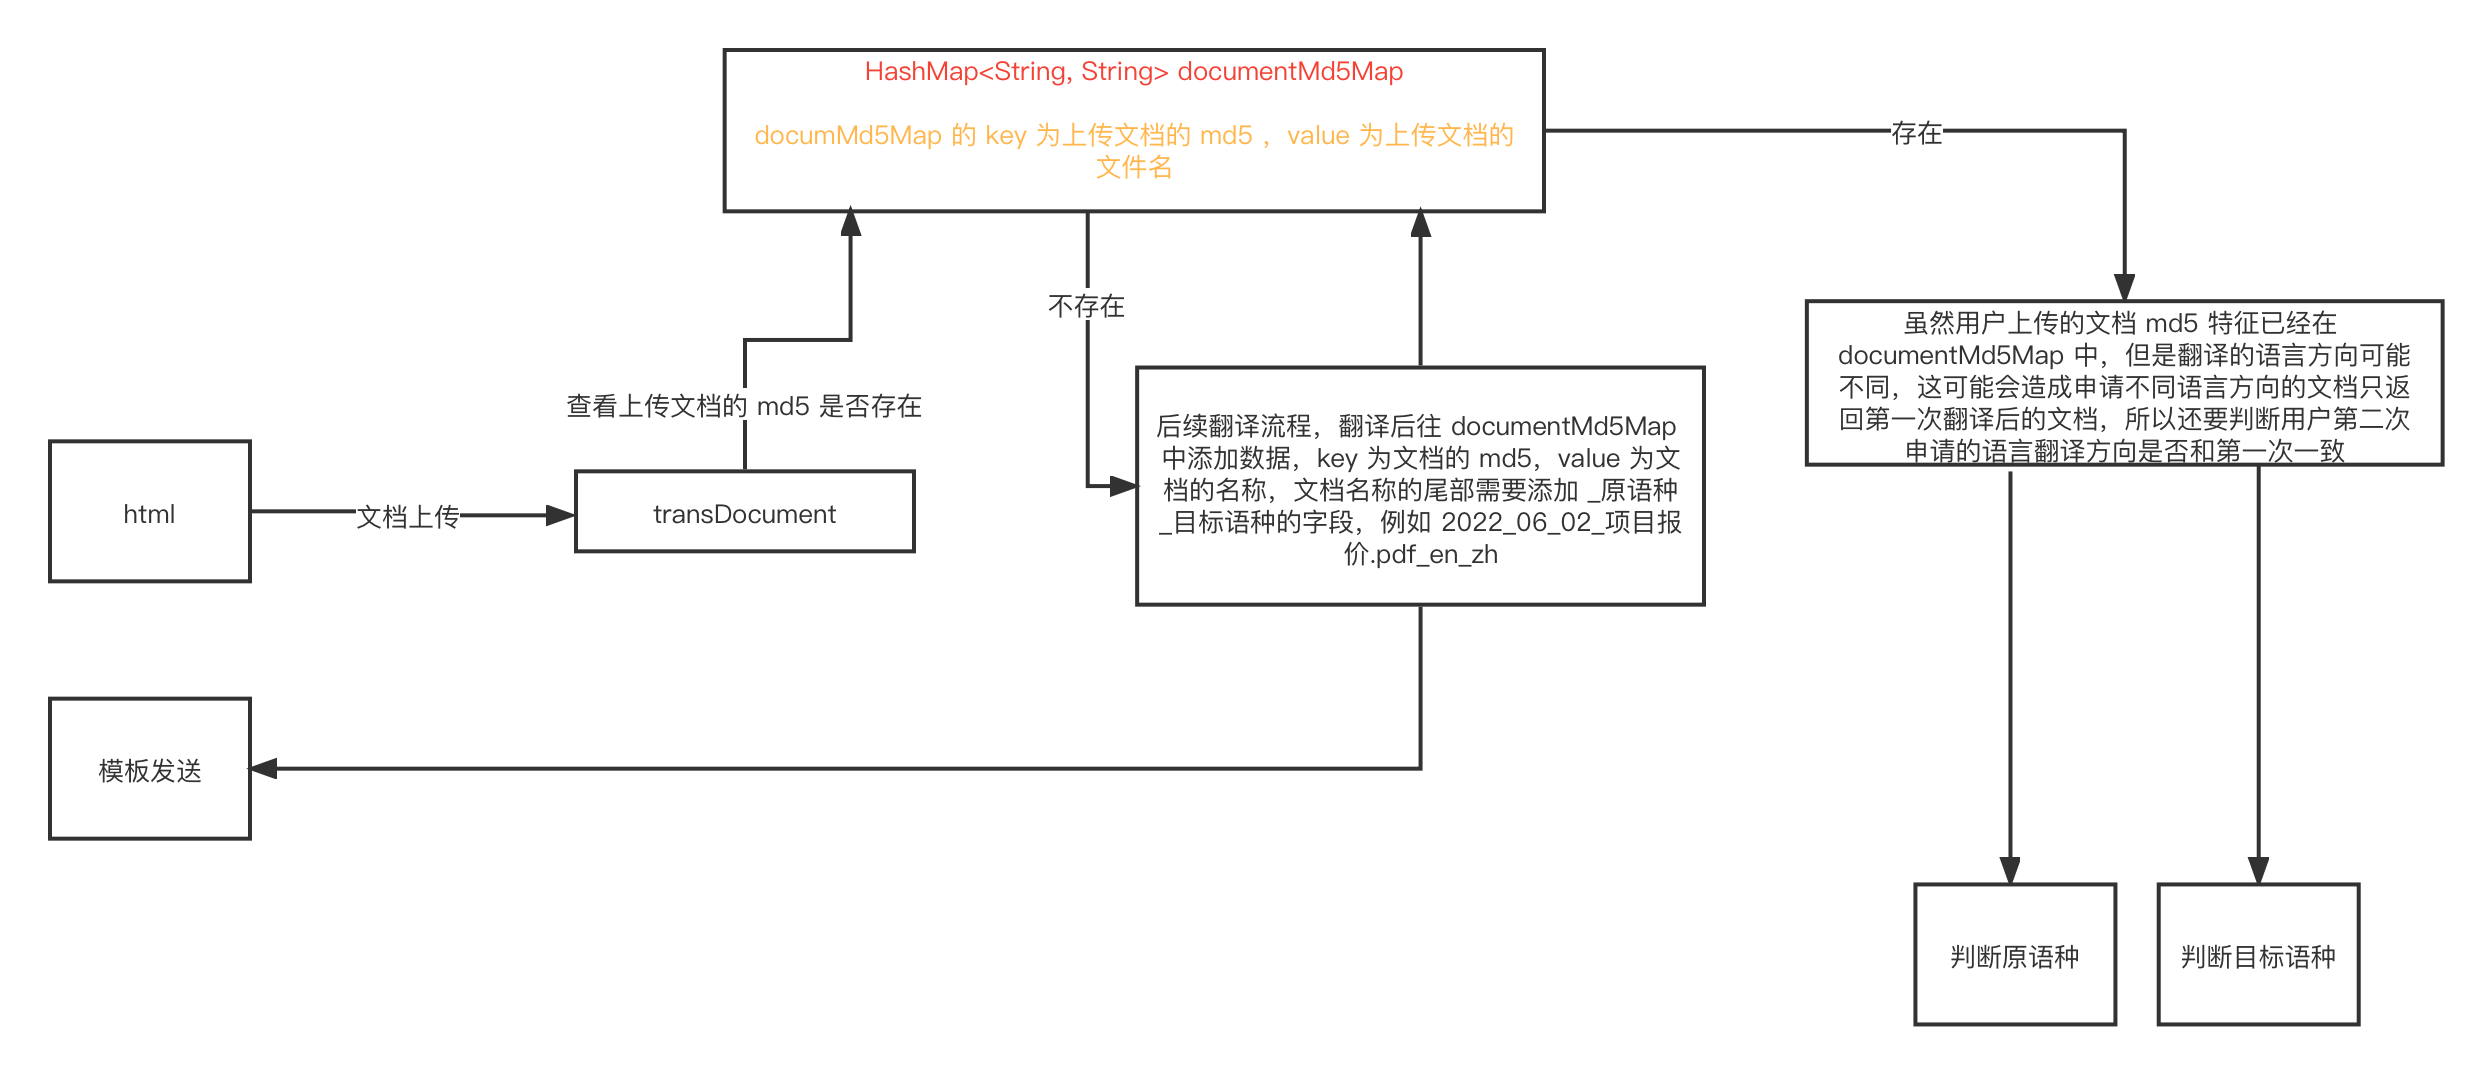 HashMap<String, String> documentMd5Map
documMd5Map 的 key 为上传文档的 md5 ，value 为上传文档的
文件名
存在
不存在
虽然用户上传的文档 md5 特征已经在
documentMd5Map 中，但是翻译的语言方向可能
不同，这可能会造成申请不同语言方向的文档只返
回第一次翻译后的文档，所以还要判断用户第二次
申请的语言翻译方向是否和第一次一致
查看上传文档的 md5 是否存在
后续翻译流程，翻译后往 documentMd5Map
中添加数据，key 为文档的 md5，value 为文
档的名称，文档名称的尾部需要添加 _原语种
_目标语种的字段，例如 2022_06_02_项目报
价.pdf_en_zh
html
文档上传
transDocument
模板发送
判断原语种
判断目标语种